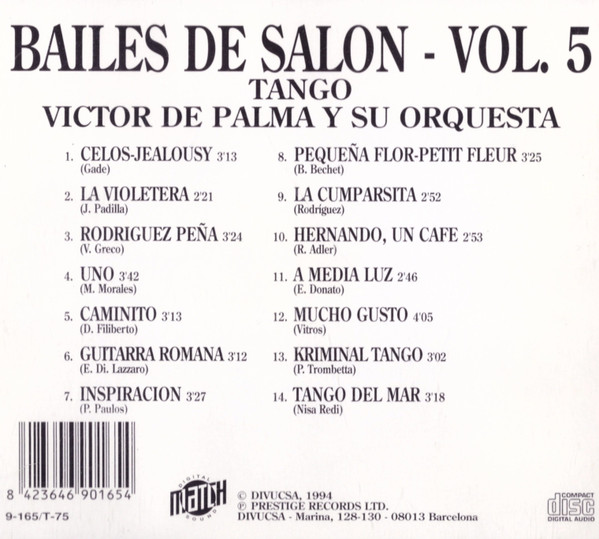 BAILES DE SALON - VOL. 5
TANGO
VICTOR DE PALMA Y SU ORQUESTA
1. CELOS-JEALOUSY 3'13
(Gade)
2. LA VIOLETERA 2'21
(J. Padilla)
3. RODRIGUEZ PEÑA 3'24
(V. Greco)
4. UNO 3'42
(M. Morales)
5. CAMINITO 3'13
(D. Filiberto)
6. GUITARRA ROMANA 3'12
(E. Di. Lazzaro)
7. INSPIRACION 3'27
(P. Paulos)
8. PEQUEÑA FLOR-PETIT FLEUR 3'25
(B. Bechet)
9. LA CUMPARSITA 2'52
(Rodríguez)
10. HERNANDO, UN CAFE 2'53
(R. Adler)
11. A MEDIA LUZ 2'46
(E. Donato)
12. MUCHO GUSTO 4'05
(Vitros)
13. KRIMINAL TANGO 3'02
(P. Trombetta)
14. TANGO DEL MAR 3'18
(Nisa Redi)
8 423646 901654
9-165/T-75
DIGITAL
MATCH
SOUND
© DIVUCSA, 1994
℗ PRESTIGE RECORDS LTD.
DIVUCSA - Marina, 128-130 - 08013 Barcelona
COMPACT
disc
DIGITAL AUDIO